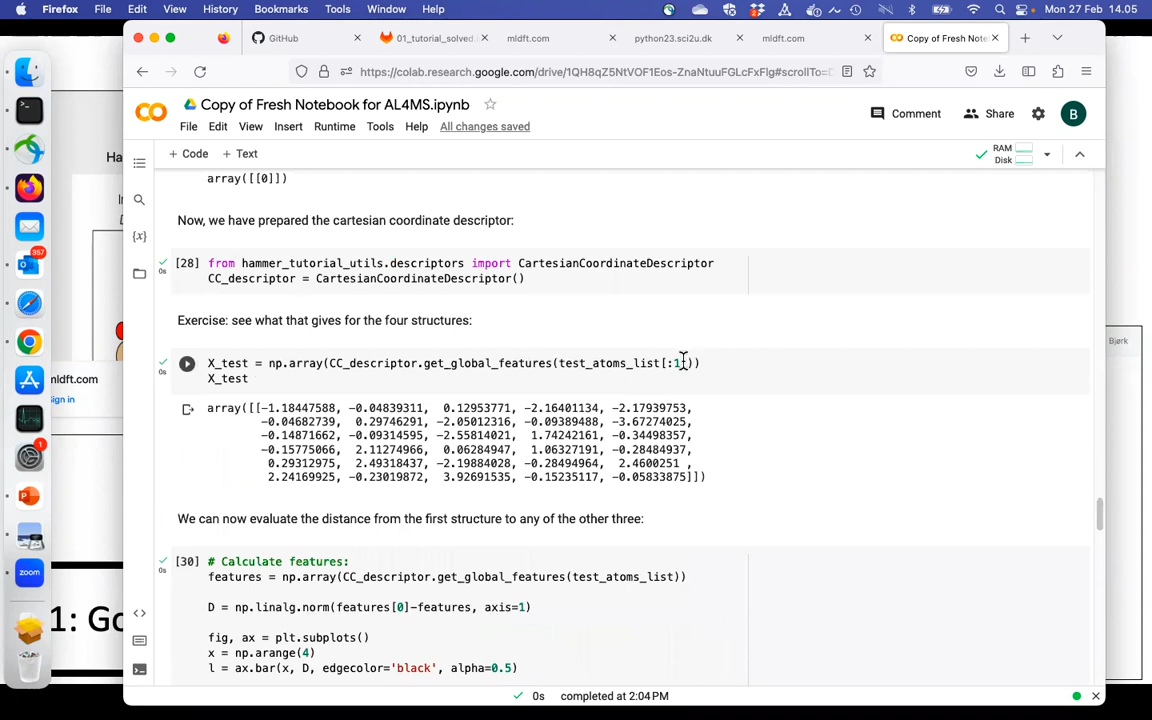 Firefox File Edit View History Bookmarks Tools Window Help Mon 27 Feb 14.05
GitHub 01_tutorial_solved. mldft.com python23.sci2u.dk mldft.com Copy of Fresh Note
https://colab.research.google.com/drive/1QH8qZ5NtVOF1Eos-ZnaNtuuFGLcFxFlg#scrollTo=
Copy of Fresh Notebook for AL4MS.ipynb
Comment Share B
File Edit View Insert Runtime Tools Help All changes saved
+ Code + Text RAM
Disk
array([[0]])
Now, we have prepared the cartesian coordinate descriptor:
[28] from hammer_tutorial_utils.descriptors import CartesianCoordinateDescriptor
0s CC_descriptor = CartesianCoordinateDescriptor()
Exercise: see what that gives for the four structures:
X_test = np.array(CC_descriptor.get_global_features(test_atoms_list[:1]))
0s X_test
array([[-1.18447588, -0.04839311, 0.12953771, -2.16401134, -2.17939753,
-0.04682739, 0.29746291, -2.05012316, -0.09389488, -3.67274025,
-0.14871662, -0.09314595, -2.55814021, 1.74242161, -0.34498357,
-0.15775066, 2.11274966, 0.06284947, 1.06327191, -0.28484937,
0.29312975, 2.49318437, -2.19884028, -0.28494964, 2.4600251 ,
2.24169925, -0.23019872, 3.92691535, -0.15235117, -0.05833875]])
We can now evaluate the distance from the first structure to any of the other three:
[30] # Calculate features:
0s features = np.array(CC_descriptor.get_global_features(test_atoms_list))
D = np.linalg.norm(features[0]-features, axis=1)
fig, ax = plt.subplots()
x = np.arange(4)
l = ax.bar(x, D, edgecolor='black', alpha=0.5)
0s completed at 2:04 PM
Ha
mldft.com
Sign in
1: Go
Bjørk
357
1
zoom